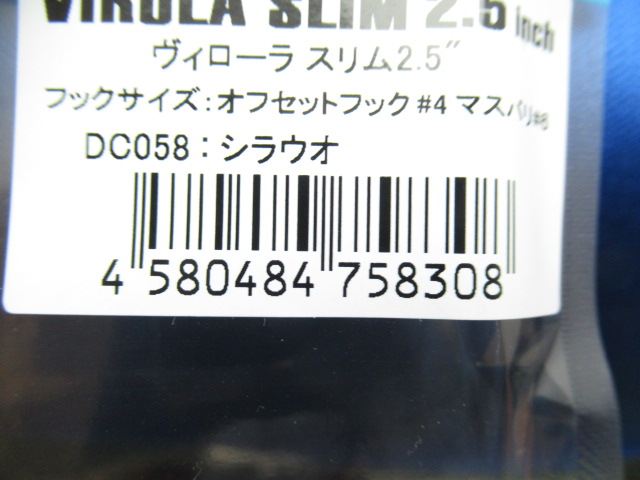 VIROLA SLIM 2.5 inch
ヴィローラ スリム2.5"
フックサイズ:オフセットフック #4 マスバリ#8
DC058:シラウオ
4 580484 758308